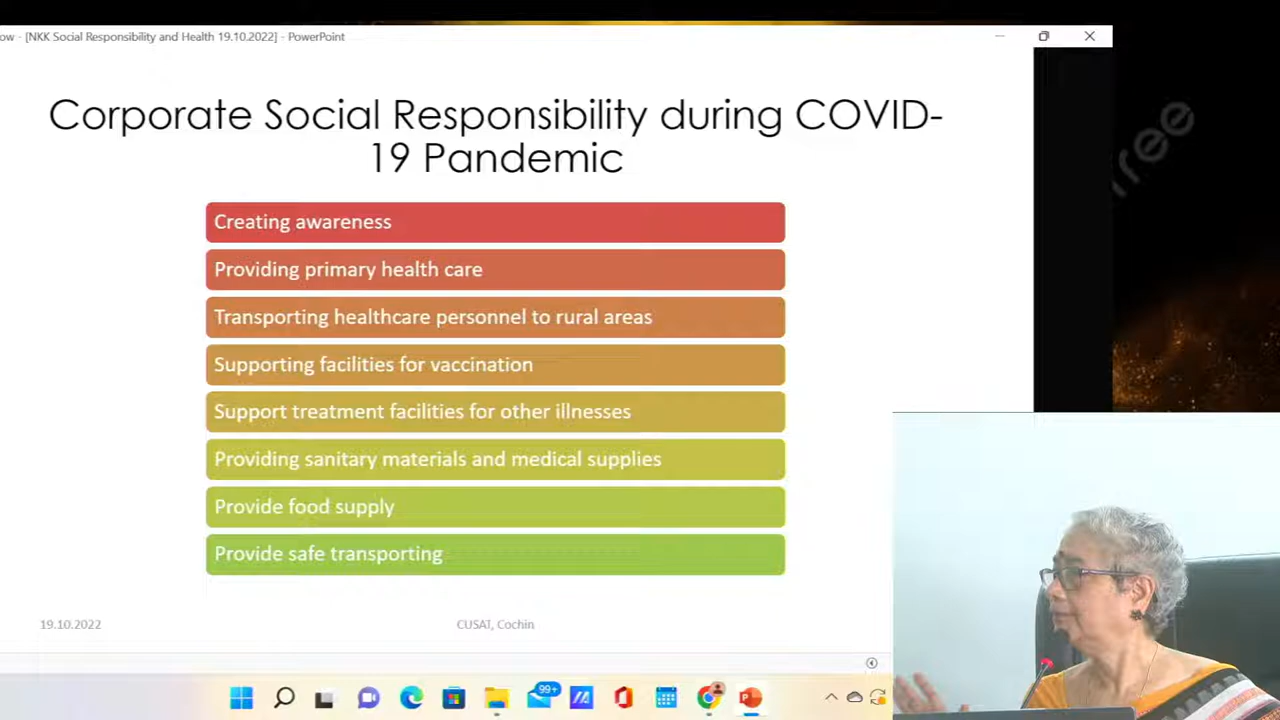 ow - [NKK Social Responsibility and Health 19.10.2022] - PowerPoint
Corporate Social Responsibility during COVID-
19 Pandemic
Creating awareness
Providing primary health care
Transporting healthcare personnel to rural areas
Supporting facilities for vaccination
Support treatment facilities for other illnesses
Providing sanitary materials and medical supplies
Provide food supply
Provide safe transporting
19.10.2022
CUSAT, Cochin
99+
free